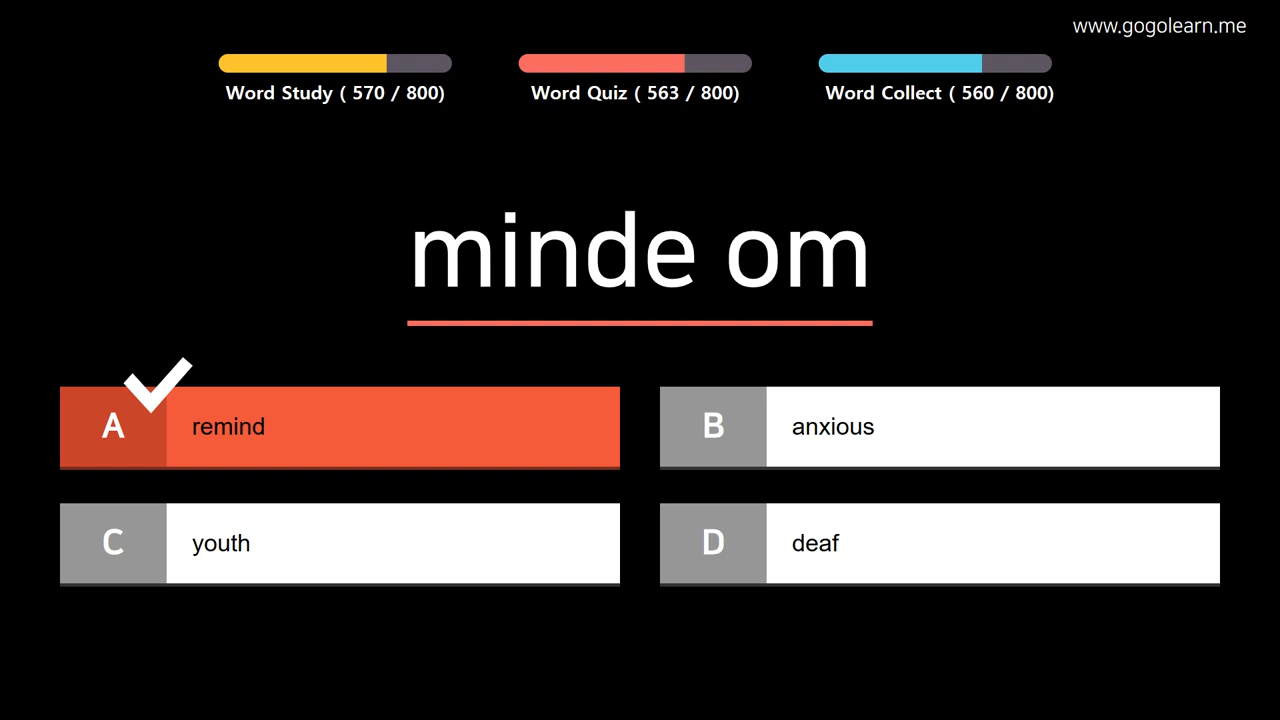 www.gogolearn.me
Word Study ( 570 / 800)
Word Quiz ( 563 / 800)
Word Collect ( 560 / 800)
minde om
A remind
B anxious
C youth
D deaf